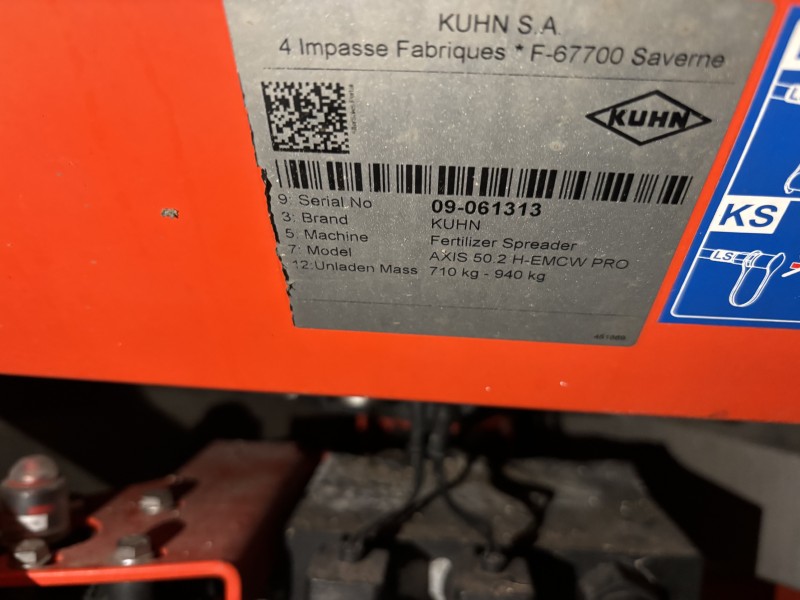 KUHN S.A.
4 Impasse Fabriques * F-67700 Saverne
KUHN
9: Serial No 09-061313
3: Brand KUHN
5: Machine Fertilizer Spreader
7: Model AXIS 50.2 H-EMCW PRO
12:Unladen Mass 710 kg - 940 kg
KS
LS